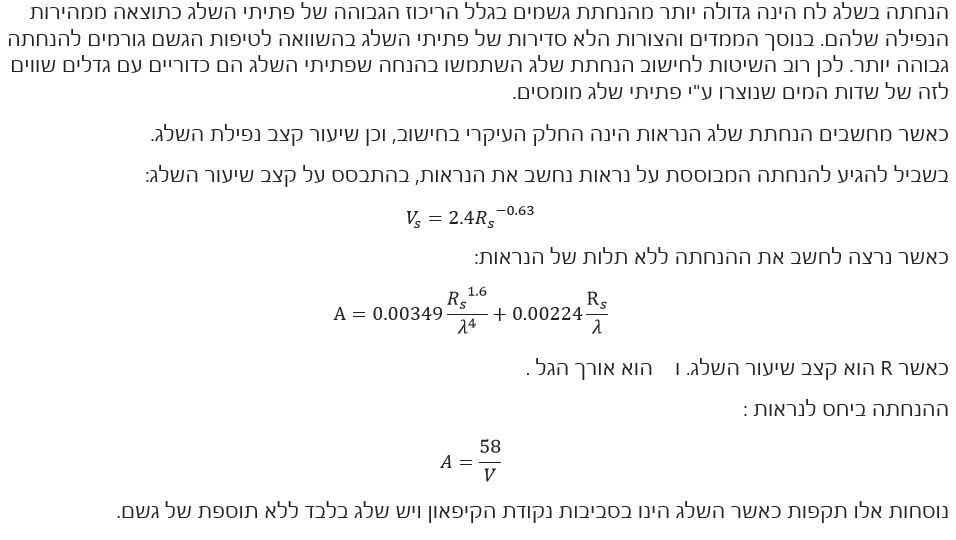 הנחתה בשלג לח הינה גדולה יותר מהנחתת גשמים בגלל הריכוז הגבוהה של פתיתי השלג כתוצאה ממהירות
הנפילה שלהם. בנוסך הממדים והצורות הלא סדירות של פתיתי השלג בהשוואה לטיפות הגשם גורמים להנחתה
גבוהה יותר. לכן רוב השיטות לחישוב הנחתת שלג השתמשו בהנחה שפתיתי השלג הם כדוריים עם גדלים שווים
לזה של שדות המים שנוצרו ע"י פתיתי שלג מומסים.
כאשר מחשבים הנחתת שלג הנראות הינה החלק העיקרי בחישוב, וכן שיעור קצב נפילת השלג.
בשביל להגיע להנחתה המבוססת על נראות נחשב את הנראות, בהתבסס על קצב שיעור השלג:
V_s = 2.4R_s^{-0.63}
כאשר נרצה לחשב את ההנחתה ללא תלות של הנראות:
A = 0.00349 \frac{R_s^{1.6}}{λ^4} + 0.00224 \frac{R_s}{λ}
כאשר R הוא קצב שיעור השלג. ו הוא אורך הגל .
ההנחתה ביחס לנראות :
A = \frac{58}{V}
נוסחות אלו תקפות כאשר השלג הינו בסביבות נקודת הקיפאון ויש שלג בלבד ללא תוספת של גשם.